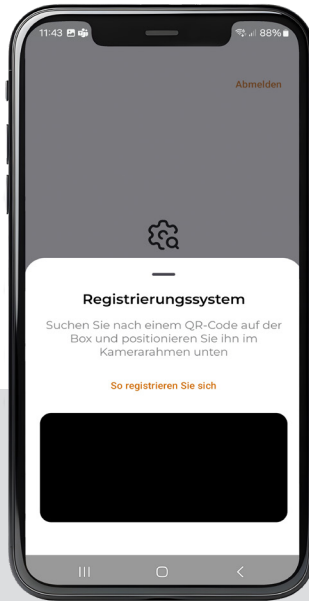 11:43 88%
Abmelden
Registrierungssystem
Suchen Sie nach einem QR-Code auf der
Box und positionieren Sie ihn im
Kamerarahmen unten
So registrieren Sie sich